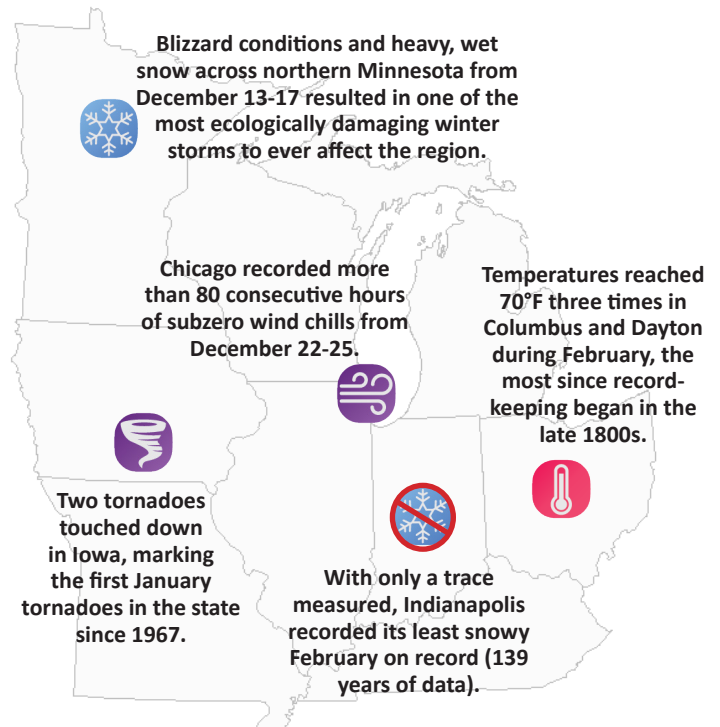 Blizzard conditions and heavy, wet
snow across northern Minnesota from
December 13-17 resulted in one of the
most ecologically damaging winter
storms to ever affect the region.
Chicago recorded more
than 80 consecutive hours
of subzero wind chills from
December 22-25.
Temperatures reached
70°F three times in
Columbus and Dayton
during February, the
most since record-
keeping began in the
late 1800s.
Two tornadoes
touched down
in Iowa, marking
the first January
tornadoes in the state
since 1967.
With only a trace
measured, Indianapolis
recorded its least snowy
February on record (139
years of data).